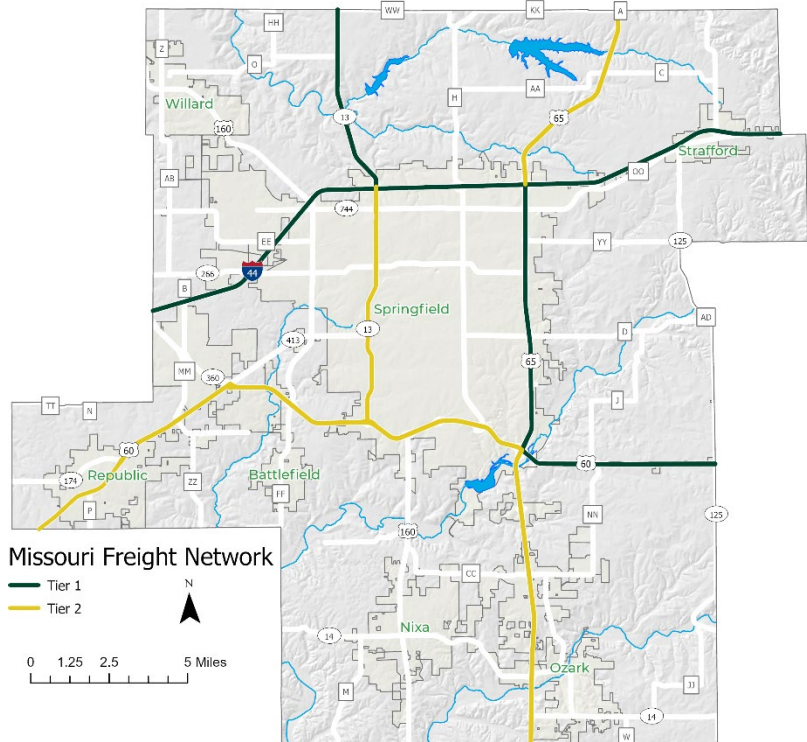 HH
WW
KK
A
Z
O
C
AA
H
Willard
13
65
160
Strafford
OO
AB
744
EE
YY
125
266
44
B
Springfield
AD
13
D
413
65
MM
360
J
TT
N
60
60
Republic
Battlefield
174
ZZ
FF
P
NN
125
160
Missouri Freight Network
Tier 1
Tier 2
N
CC
Nixa
14
0 1.25 2.5 5 Miles
Ozark
M
JJ
14
W